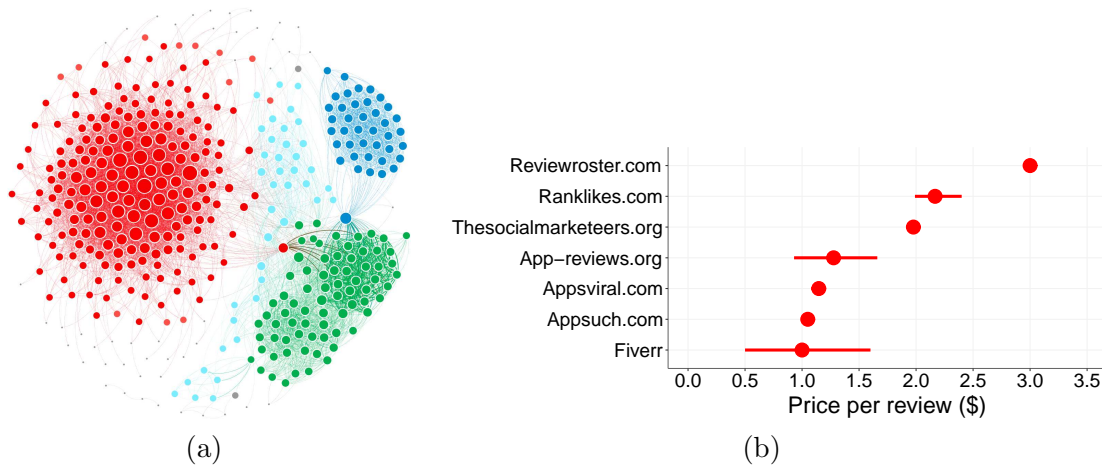 Reviewroster.com
Ranklikes.com
Thesocialmarketeers.org
App−reviews.org
Appsviral.com
Appsuch.com
Fiverr
0.0 0.5 1.0 1.5 2.0 2.5 3.0 3.5
Price per review ($)
(a) (b)